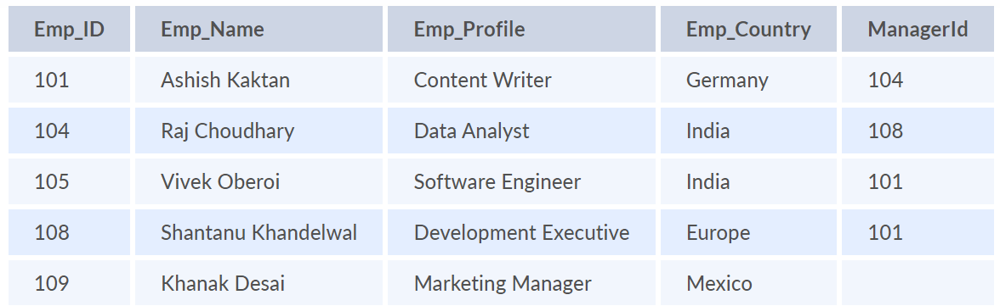 Emp_ID Emp_Name Emp_Profile Emp_Country ManagerId
101 Ashish Kaktan Content Writer Germany 104
104 Raj Choudhary Data Analyst India 108
105 Vivek Oberoi Software Engineer India 101
108 Shantanu Khandelwal Development Executive Europe 101
109 Khanak Desai Marketing Manager Mexico